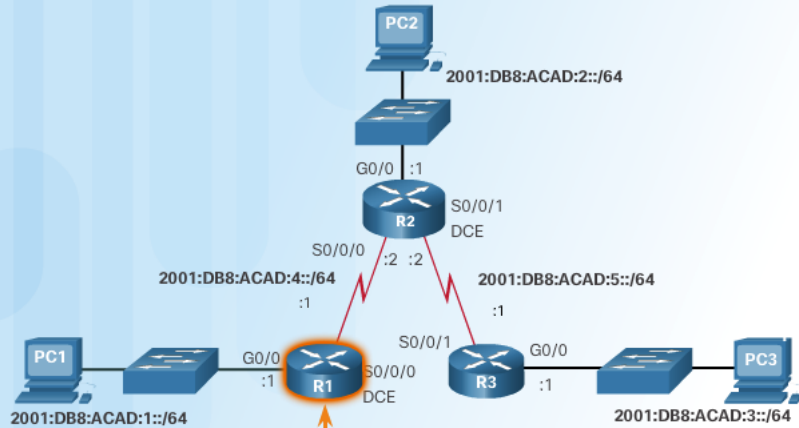 PC2
2001:DB8:ACAD:2::/64
G0/0 :1
R2
S0/0/1
DCE
S0/0/0
:2 :2
2001:DB8:ACAD:4::/64
2001:DB8:ACAD:5::/64
:1
:1
PC1
G0/0
:1
R1
S0/0/0
DCE
S0/0/1
R3
G0/0
:1
PC3
2001:DB8:ACAD:1::/64
2001:DB8:ACAD:3::/64